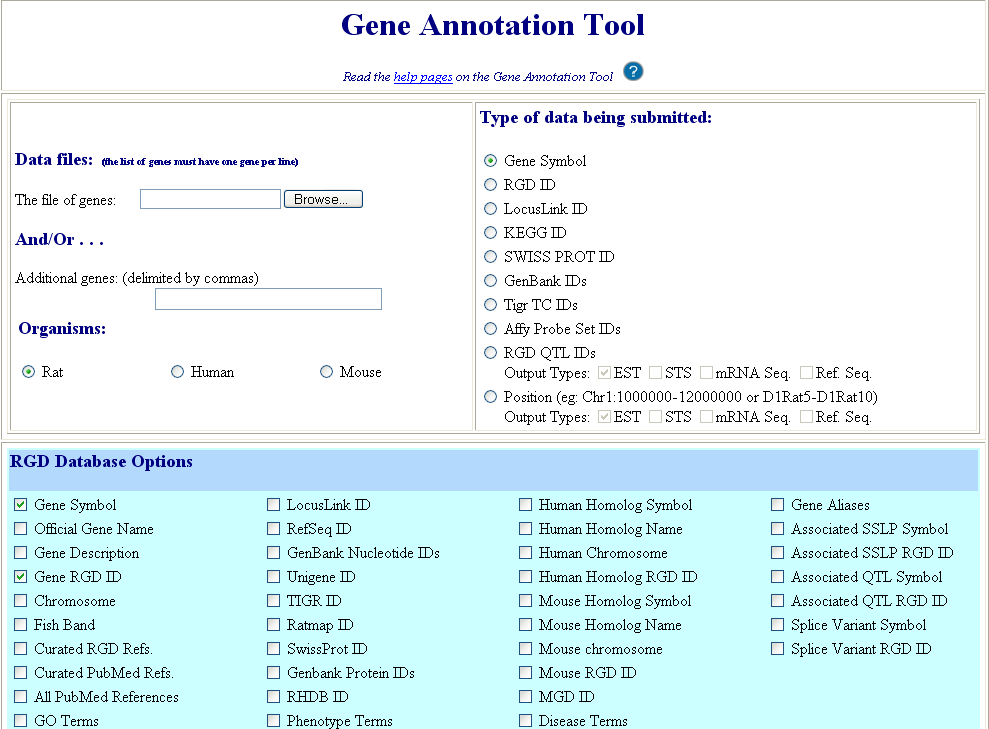 Gene Annotation Tool
Read the help pages on the Gene Annotation Tool ?
Data files: (the list of genes must have one gene per line)
The file of genes: Browse...
And/Or . . .
Additional genes: (delimited by commas)
Organisms:
Rat Human Mouse
Type of data being submitted:
Gene Symbol
RGD ID
LocusLink ID
KEGG ID
SWISS PROT ID
GenBank IDs
Tigr TC IDs
Affy Probe Set IDs
RGD QTL IDs
Output Types: EST STS mRNA Seq. Ref. Seq.
Position (eg: Chr1:1000000-12000000 or D1Rat5-D1Rat10)
Output Types: EST STS mRNA Seq. Ref. Seq.
RGD Database Options
Gene Symbol LocusLink ID Human Homolog Symbol Gene Aliases
Official Gene Name RefSeq ID Human Homolog Name Associated SSLP Symbol
Gene Description GenBank Nucleotide IDs Human Chromosome Associated SSLP RGD ID
Gene RGD ID Unigene ID Human Homolog RGD ID Associated QTL Symbol
Chromosome TIGR ID Mouse Homolog Symbol Associated QTL RGD ID
Fish Band Ratmap ID Mouse Homolog Name Splice Variant Symbol
Curated RGD Refs. SwissProt ID Mouse chromosome Splice Variant RGD ID
Curated PubMed Refs. Genbank Protein IDs Mouse RGD ID
All PubMed References RHDB ID MGD ID
GO Terms Phenotype Terms Disease Terms